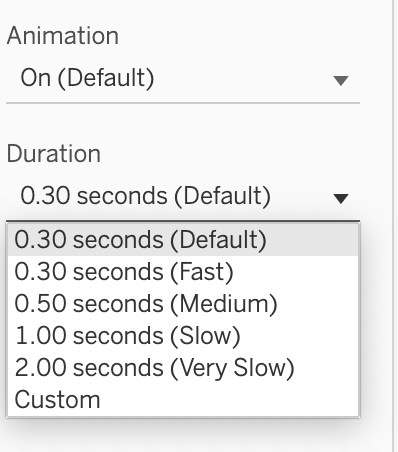 Animation
On (Default)
Duration
0.30 seconds (Default)
0.30 seconds (Default)
0.30 seconds (Fast)
0.50 seconds (Medium)
1.00 seconds (Slow)
2.00 seconds (Very Slow)
Custom